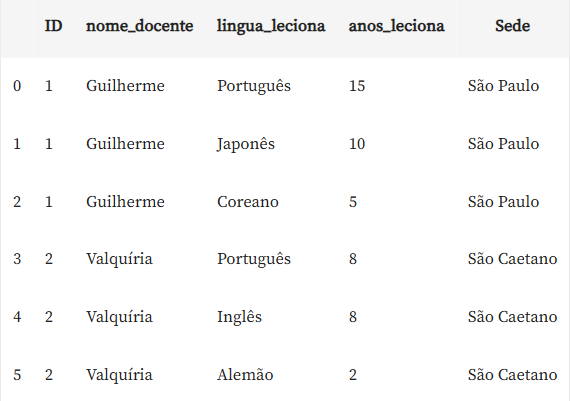 ID nome_docente lingua_leciona anos_leciona Sede
0 1 Guilherme Português 15 São Paulo
1 1 Guilherme Japonês 10 São Paulo
2 1 Guilherme Coreano 5 São Paulo
3 2 Valquíria Português 8 São Caetano
4 2 Valquíria Inglês 8 São Caetano
5 2 Valquíria Alemão 2 São Caetano